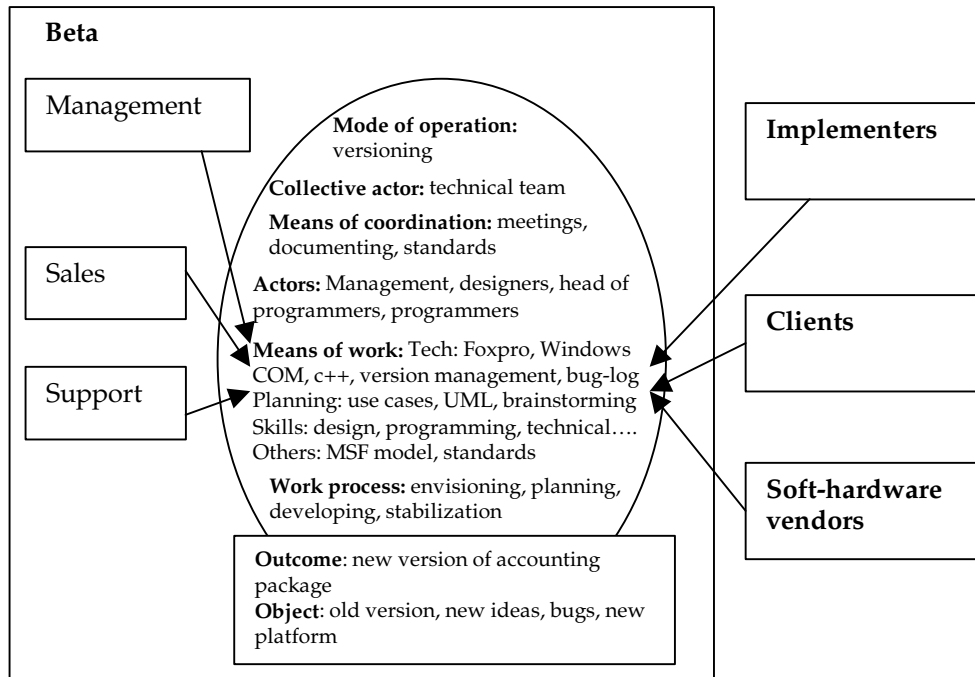 Beta
Management
Sales
Support
Mode of operation:
versioning
Collective actor: technical team
Means of coordination: meetings,
documenting, standards
Actors: Management, designers, head of
programmers, programmers
Means of work: Tech: Foxpro, Windows
COM, c++, version management, bug-log
Planning: use cases, UML, brainstorming
Skills: design, programming, technical….
Others: MSF model, standards
Work process: envisioning, planning,
developing, stabilization
Outcome: new version of accounting
package
Object: old version, new ideas, bugs, new
platform
Implementers
Clients
Soft-hardware
vendors